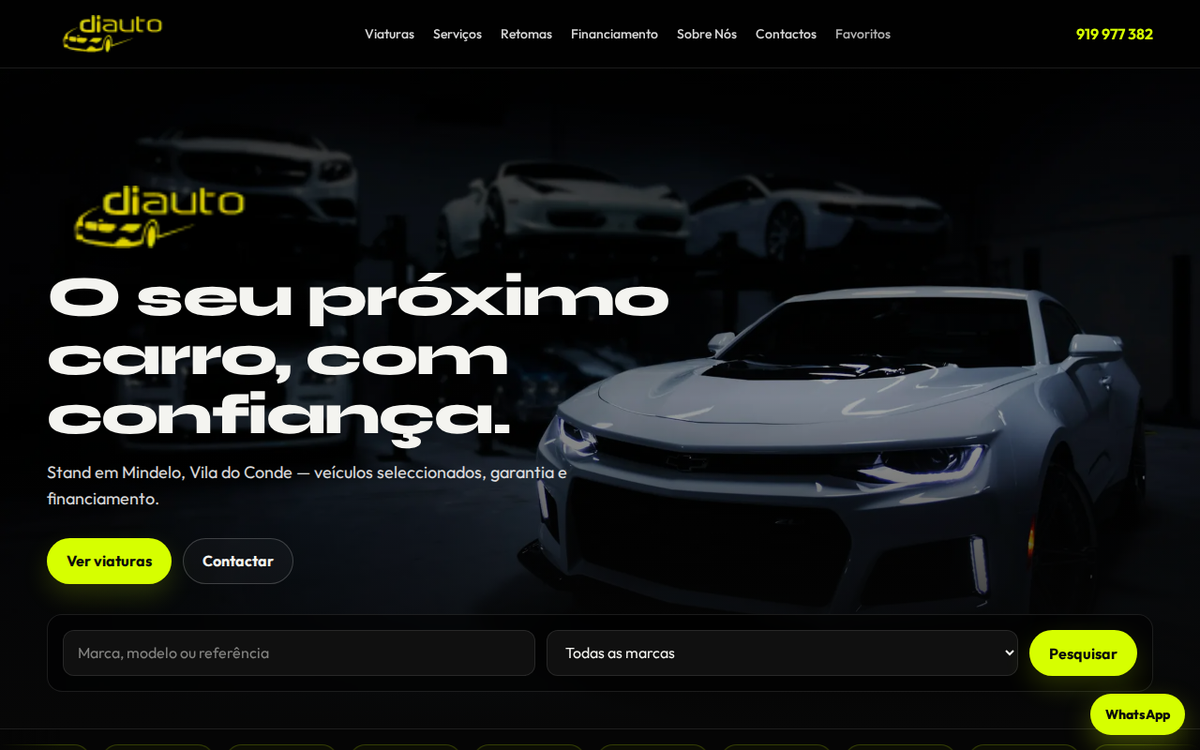 diauto
Viaturas
Serviços
Retomas
Financiamento
Sobre Nós
Contactos
Favoritos
919 977 382
diauto
O seu próximo
carro, com
confiança.
Stand em Mindelo, Vila do Conde — veículos seleccionados, garantia e
financiamento.
Ver viaturas
Contactar
Marca, modelo ou referência
Todas as marcas
Pesquisar
WhatsApp